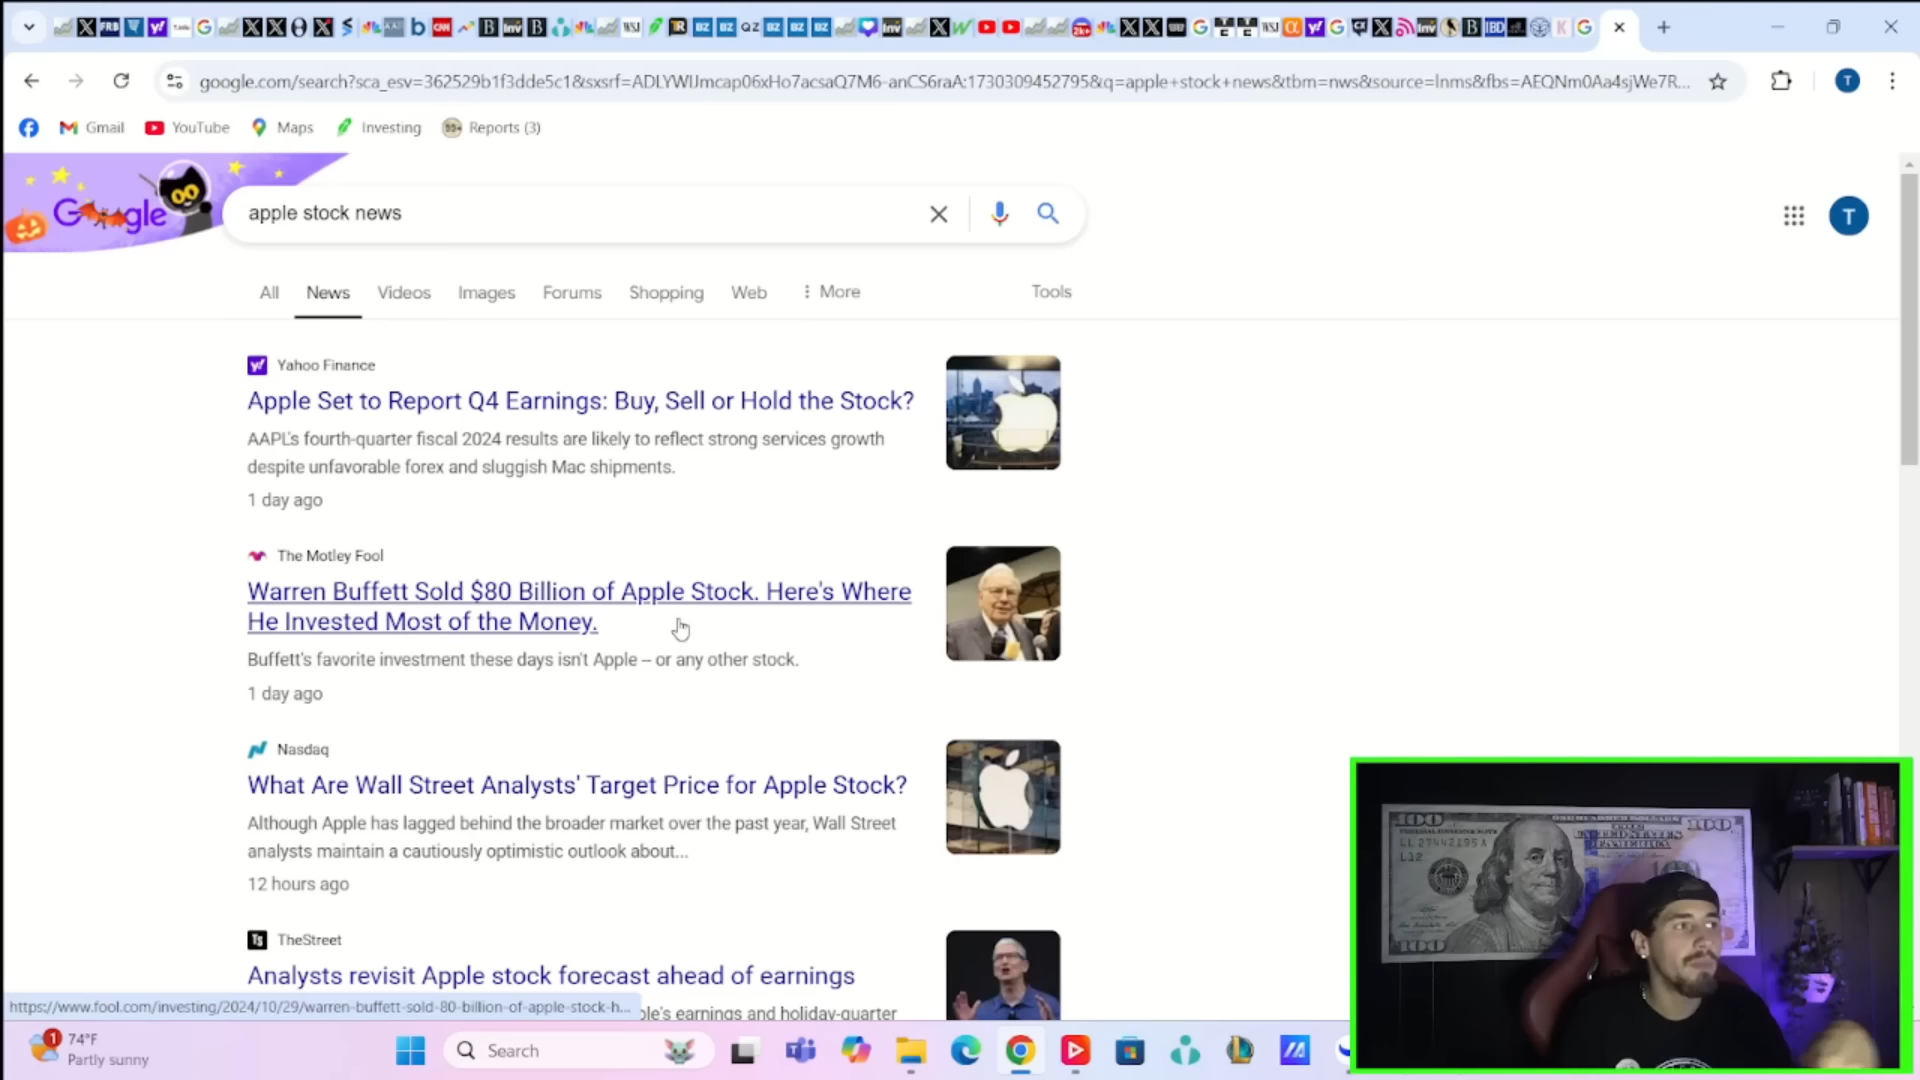 google.com/search?sca_esv=362529b1f3dde5c1&sxsrf=ADLYWIJmcap06xHo7acsaQ7M6-anCS6raA:1730309452795&q=apple+stock+news&tbm=nws&source=lnms&fbs=AEQNm0Aa4sjWe7R...
T
Gmail
YouTube
Maps
Investing
Reports (3)
Google
apple stock news
T
All
News
Videos
Images
Forums
Shopping
Web
More
Tools
Yahoo Finance
Apple Set to Report Q4 Earnings: Buy, Sell or Hold the Stock?
AAPL's fourth-quarter fiscal 2024 results are likely to reflect strong services growth
despite unfavorable forex and sluggish Mac shipments.
1 day ago
The Motley Fool
Warren Buffett Sold $80 Billion of Apple Stock. Here's Where
He Invested Most of the Money.
Buffett's favorite investment these days isn't Apple – or any other stock.
1 day ago
Nasdaq
What Are Wall Street Analysts' Target Price for Apple Stock?
Although Apple has lagged behind the broader market over the past year, Wall Street
analysts maintain a cautiously optimistic outlook about...
12 hours ago
TheStreet
Analysts revisit Apple stock forecast ahead of earnings
earnings and holiday-quarter
https://www.fool.com/investing/2024/10/29/warren-buffett-sold-80-billion-of-apple-stock-h...
1
74°F
Partly sunny
Search
100
100
100
LL 27442195 A
L12